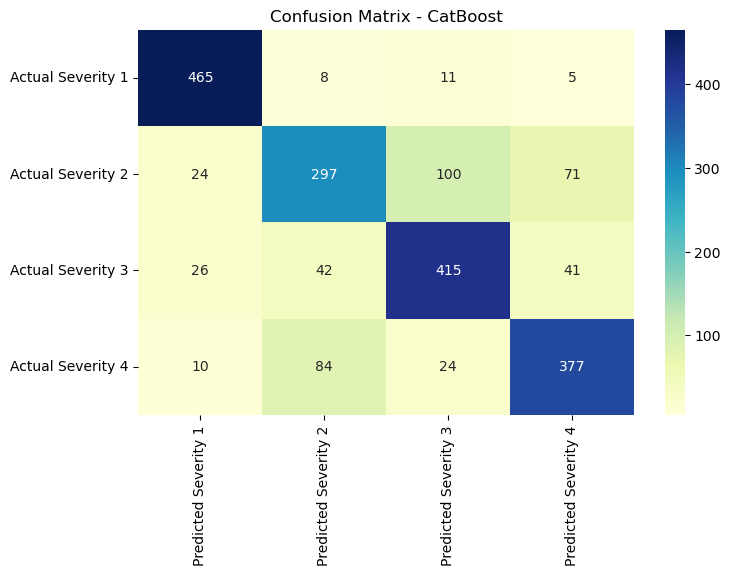 Confusion Matrix - CatBoost
Actual Severity 1
465
8
11
5
Actual Severity 2
24
297
100
71
Actual Severity 3
26
42
415
41
Actual Severity 4
10
84
24
377
Predicted Severity 1
Predicted Severity 2
Predicted Severity 3
Predicted Severity 4
400
300
200
100